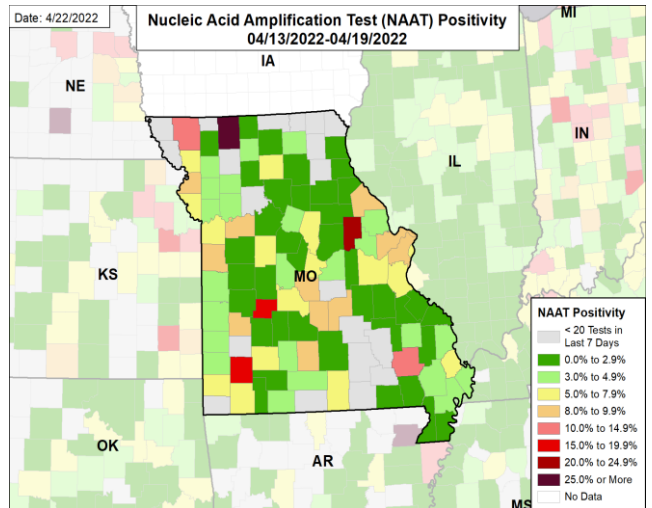 Date: 4/22/2022
Nucleic Acid Amplification Test (NAAT) Positivity
04/13/2022-04/19/2022
MI
IA
NE
IN
IL
KS
MO
OK
AR
MS
NAAT Positivity
< 20 Tests in
Last 7 Days
0.0% to 2.9%
3.0% to 4.9%
5.0% to 7.9%
8.0% to 9.9%
10.0% to 14.9%
15.0% to 19.9%
20.0% to 24.9%
25.0% or More
No Data